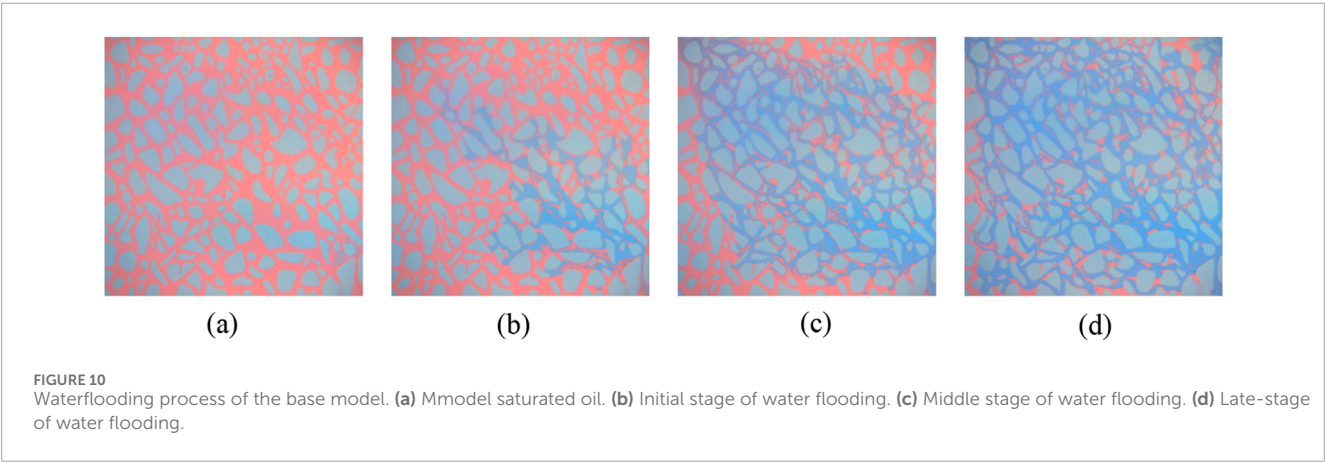 (a)
(b)
(c)
(d)
FIGURE 10
Waterflooding process of the base model. (a) Mmodel saturated oil. (b) Initial stage of water flooding. (c) Middle stage of water flooding. (d) Late-stage
of water flooding.